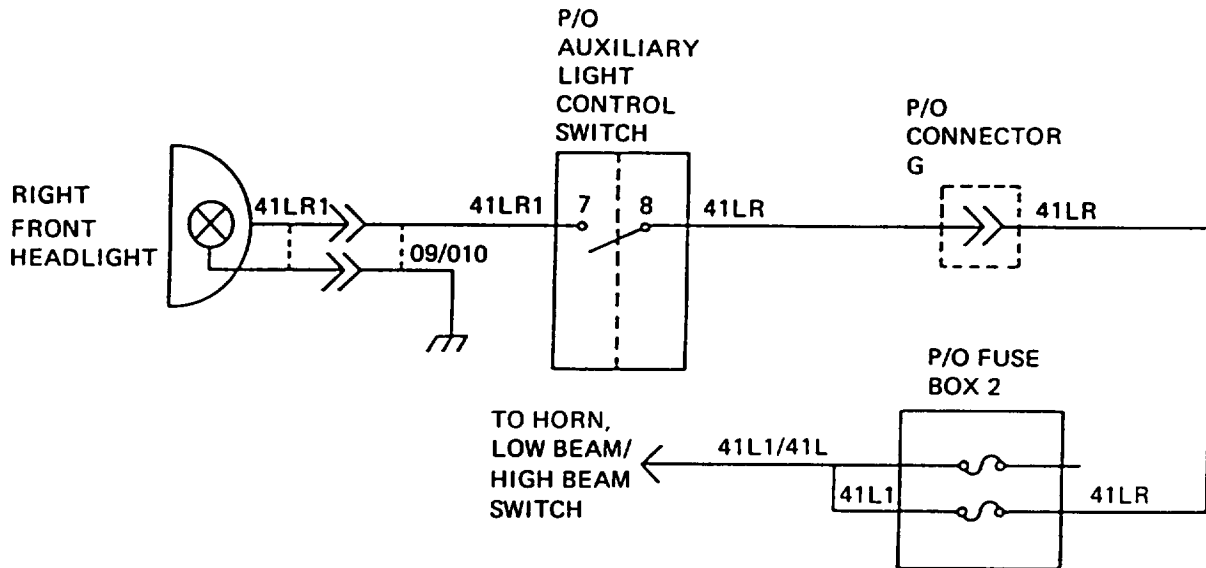 P/O
AUXILIARY
LIGHT
CONTROL
SWITCH
P/O
CONNECTOR
G
RIGHT
FRONT
HEADLIGHT
41LR1
41LR1
7
8
41LR
41LR
09/010
P/O FUSE
BOX 2
TO HORN,
LOW BEAM/
HIGH BEAM
SWITCH
41L1/41L
41L1
41LR